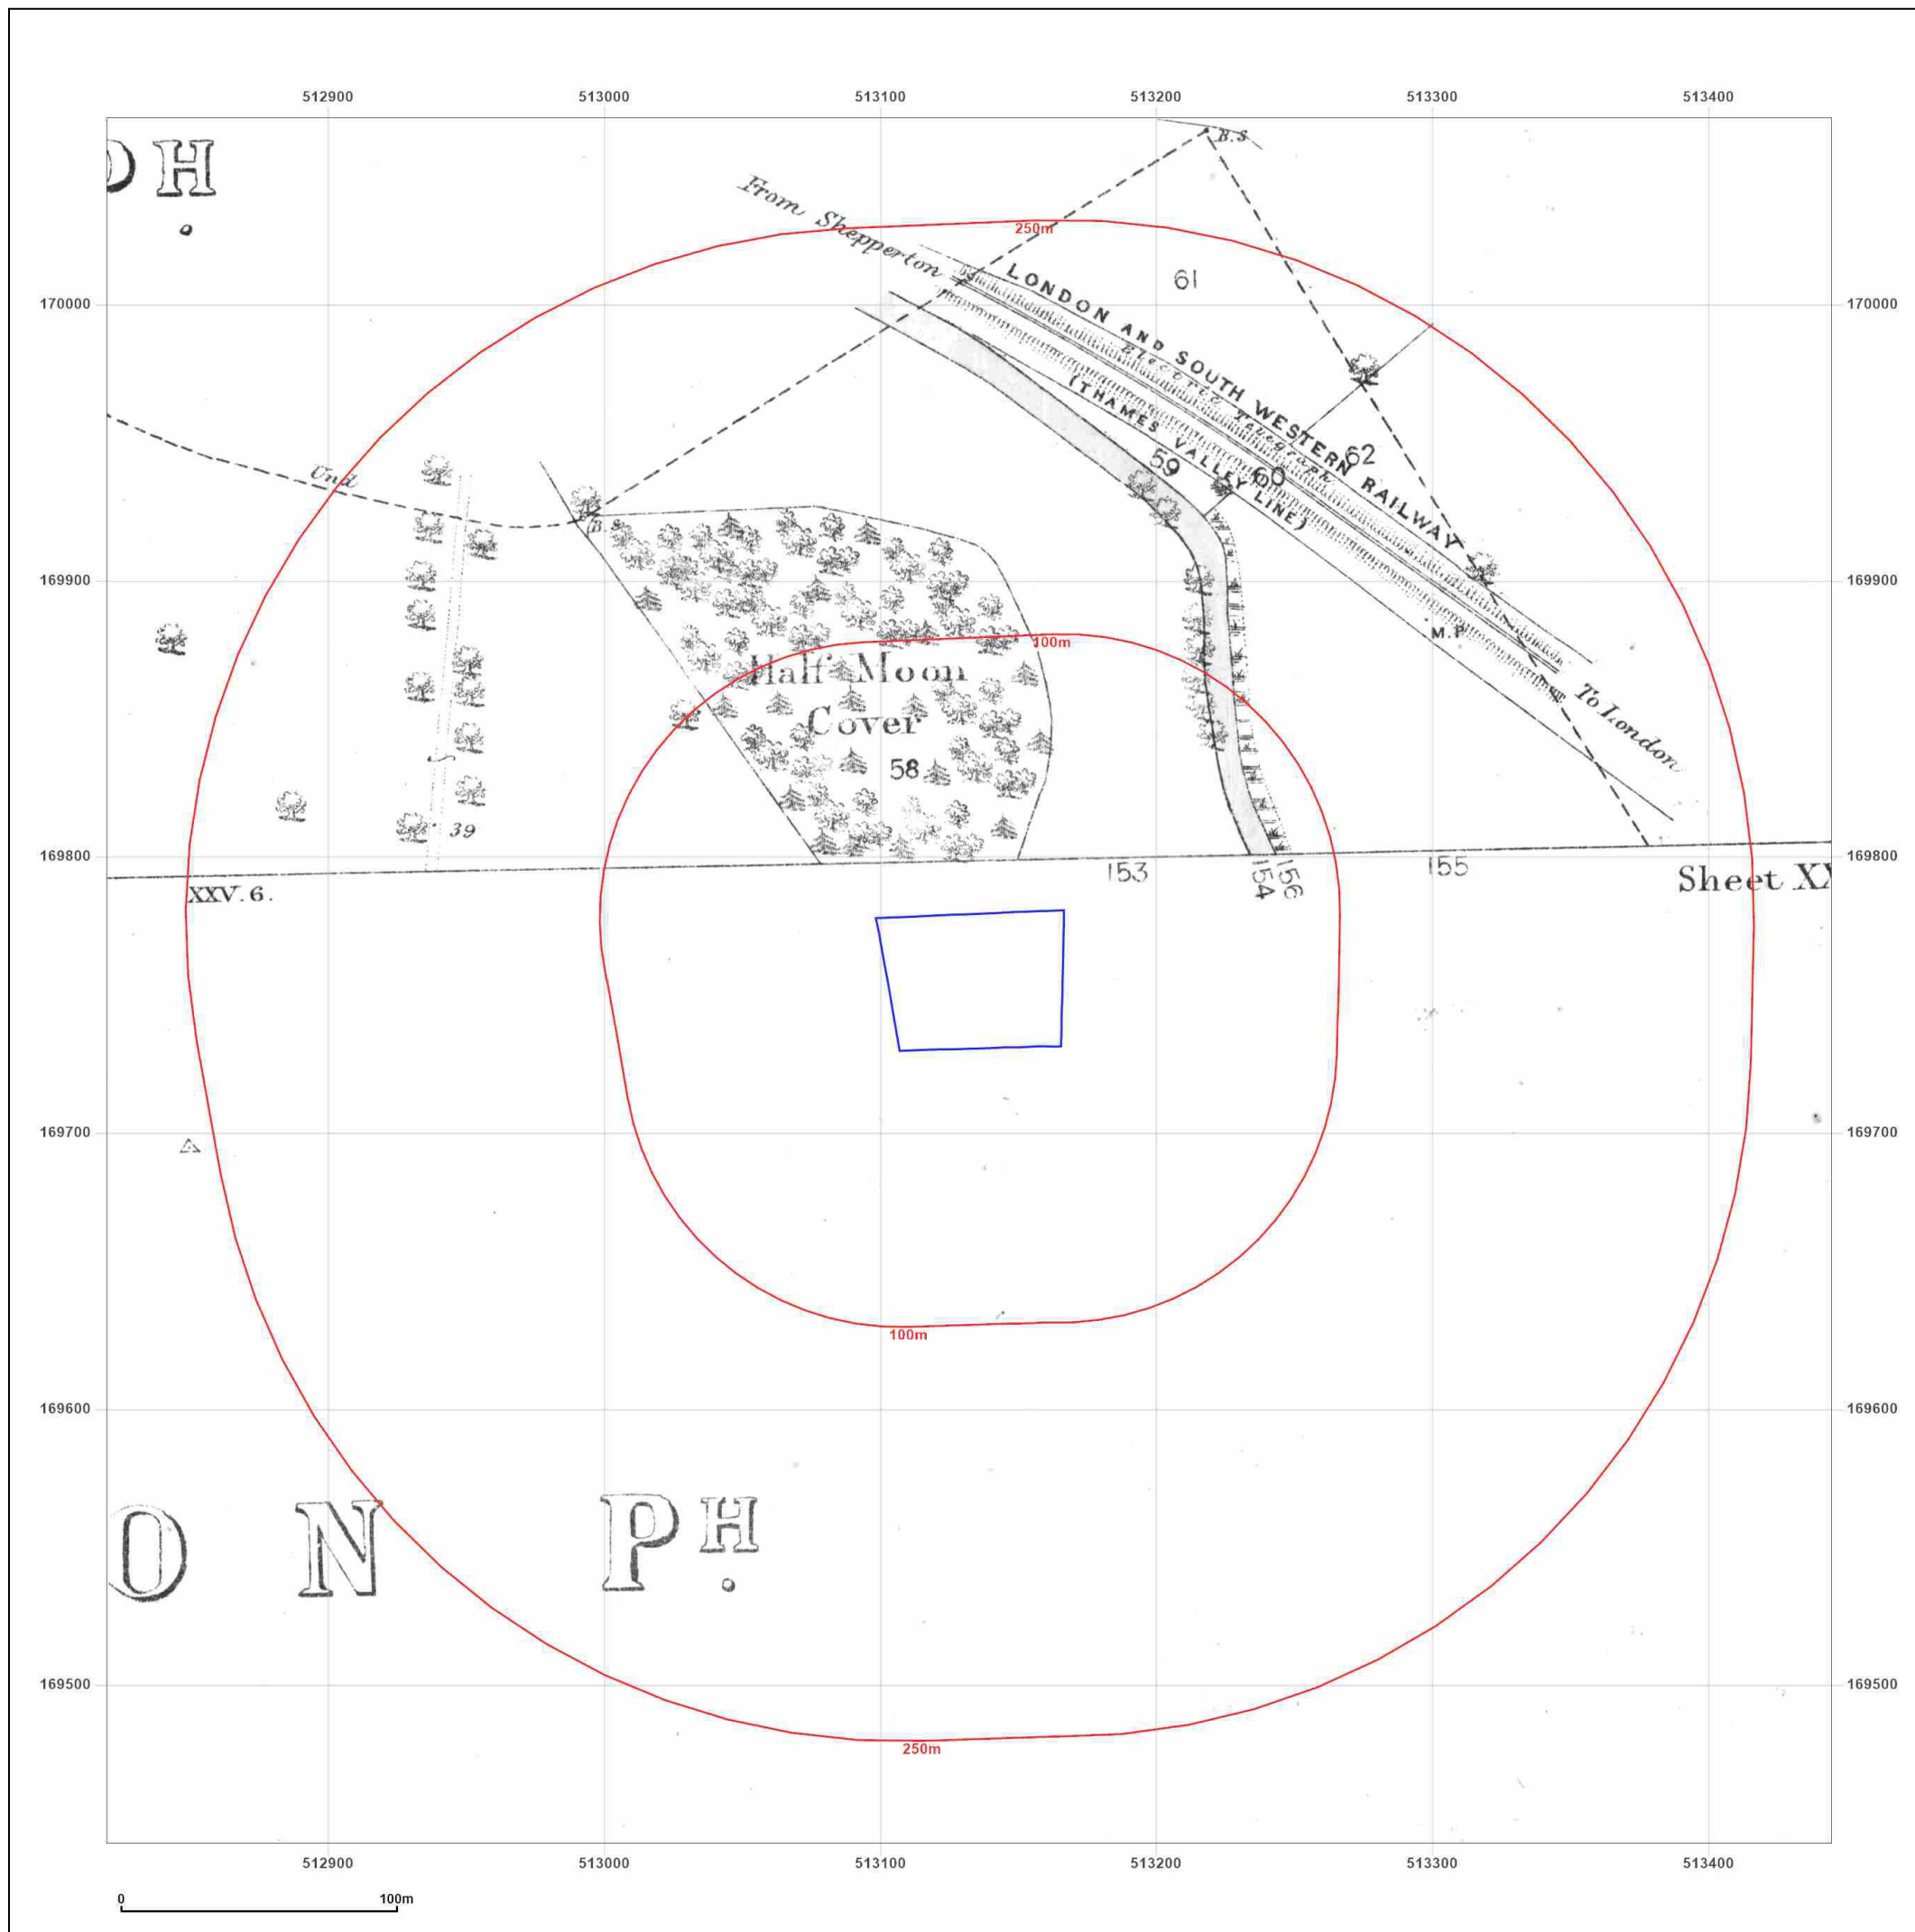 512900 513000 513100 513200 513300 513400
H
B.S
From Shepperton
250m
61
170000 170000
LONDON AND SOUTH WESTERN RAILWAY
Electric Telegraph
(THAMES VALLEY LINE)
59
60
62
Und
B.S.
169900 169900
M.P
100m
Half Moon
Cover
58
To London
39
169800 169800
153
154
156
155
XXV.6.
Sheet XX
169700 169700
100m
169600 169600
O N PH.
169500 169500
250m
512900 513000 513100 513200 513300 513400
0 100m